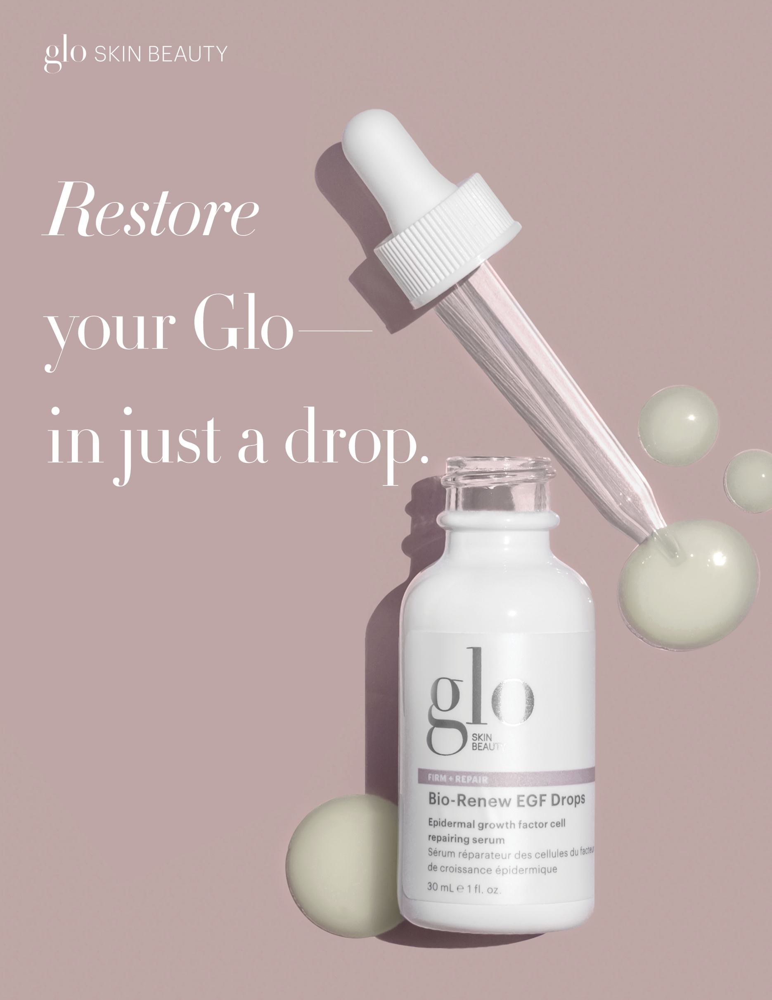 glo SKIN BEAUTY
Restore
your Glo—
in just a drop.
glo
SKIN
BEAUTY
FIRM + REPAIR
Bio-Renew EGF Drops
Epidermal growth factor cell
repairing serum
Sérum réparateur des cellules du facteur
de croissance épidermique
30 mL ℮ 1 fl. oz.